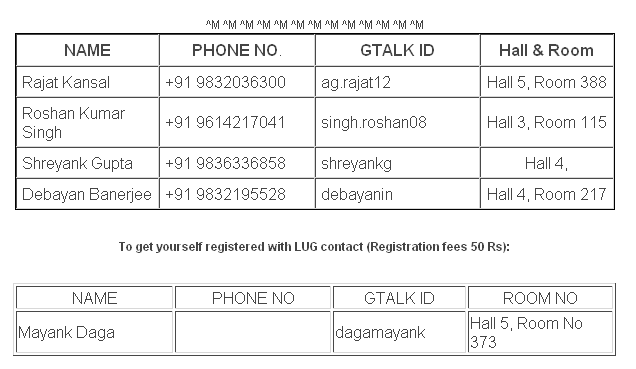 ^M ^M ^M ^M ^M ^M ^M ^M ^M ^M ^M ^M ^M
NAME PHONE NO. GTALK ID Hall & Room
Rajat Kansal +91 9832036300 ag.rajat12 Hall 5, Room 388
Roshan Kumar
Singh +91 9614217041 singh.roshan08 Hall 3, Room 115
Shreyank Gupta +91 9836336858 shreyankg Hall 4,
Debayan Banerjee +91 9832195528 debayanin Hall 4, Room 217
To get yourself registered with LUG contact (Registration fees 50 Rs):
NAME PHONE NO GTALK ID ROOM NO
Mayank Daga dagamayank Hall 5, Room No
373